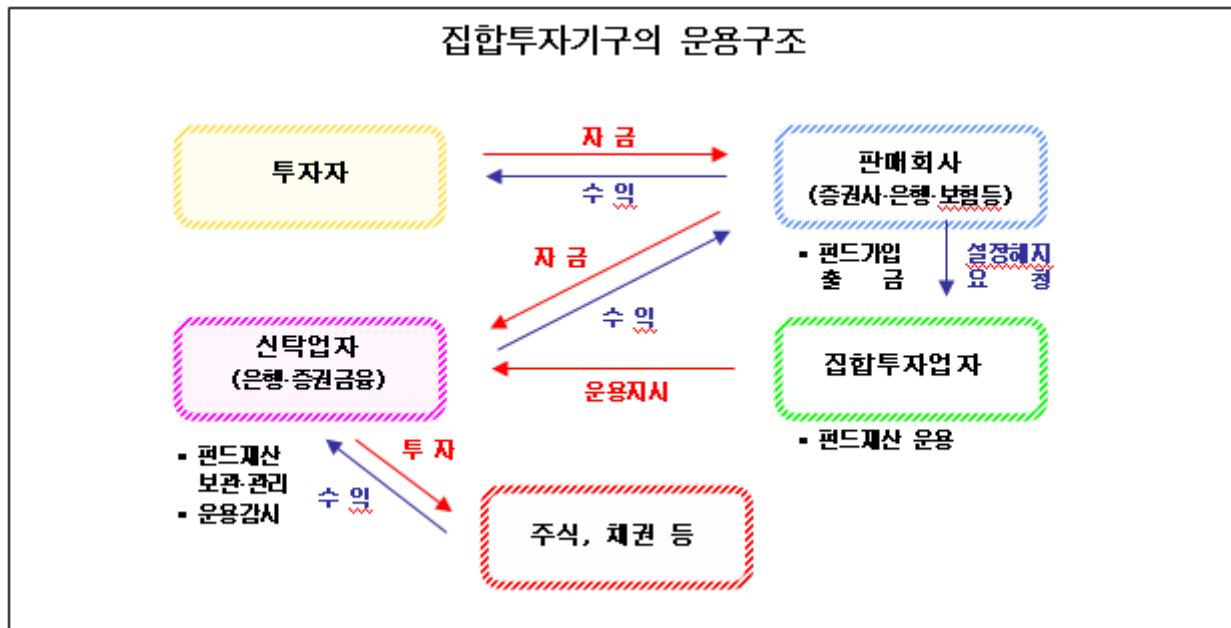 집합투자기구의 운용구조
투자자
자 금
수 익
판매회사
(증권사·은행·보험등)
▪ 펀드가입
출 금
설정해지
요 청
자 금
수 익
신탁업자
(은행·증권금융)
운용지시
집합투자업자
▪ 펀드재산 운용
▪ 펀드재산
보관·관리
▪ 운용감시
투 자
수 익
주식, 채권 등